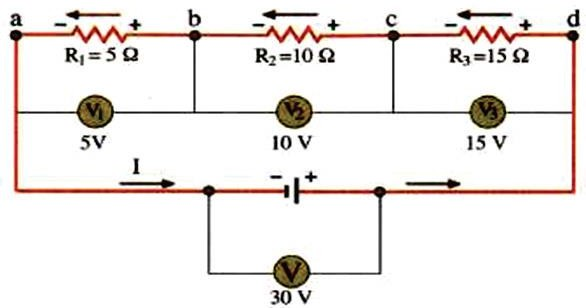 a b c d
- + - + - +
R₁=5 Ω R₂=10 Ω R₃=15 Ω
V₁ V₂ V₃
5V 10 V 15 V
I - +
V
30 V